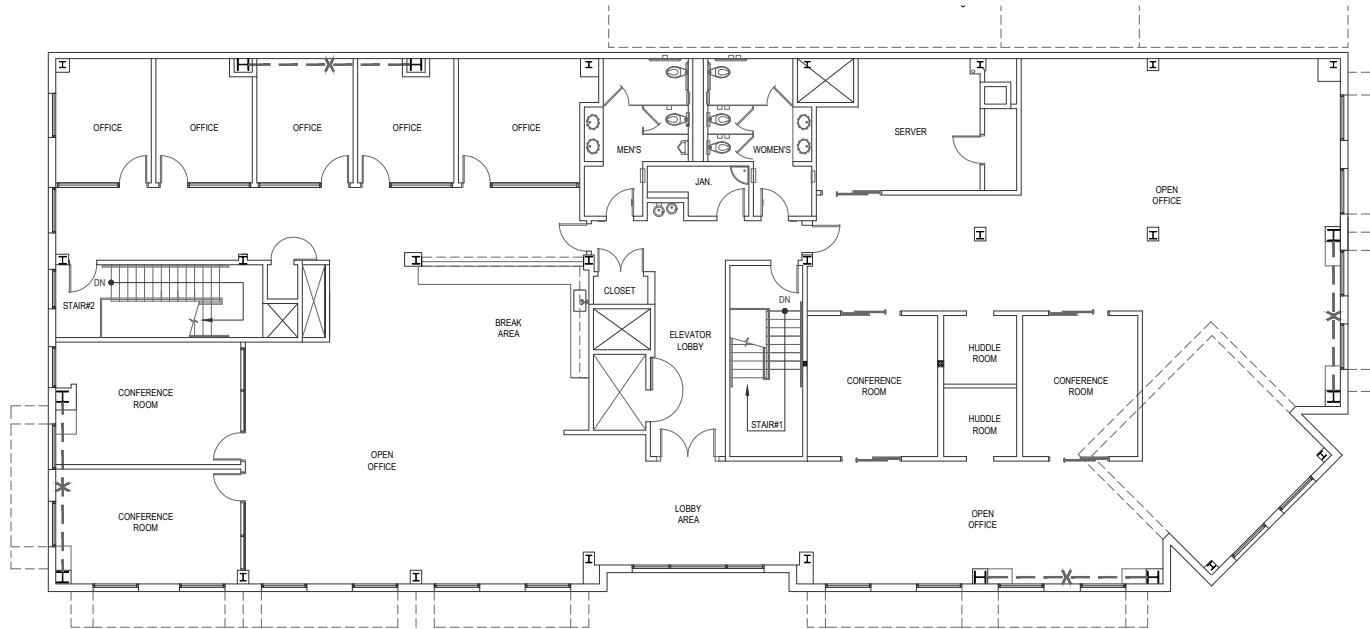 OFFICE
OFFICE
OFFICE
OFFICE
OFFICE
MEN'S
WOMEN'S
SERVER
JAN.
OPEN
OFFICE
DN
STAIR#2
CLOSET
DN
BREAK
AREA
ELEVATOR
LOBBY
HUDDLE
ROOM
CONFERENCE
ROOM
CONFERENCE
ROOM
CONFERENCE
ROOM
HUDDLE
ROOM
STAIR#1
OPEN
OFFICE
CONFERENCE
ROOM
LOBBY
AREA
OPEN
OFFICE